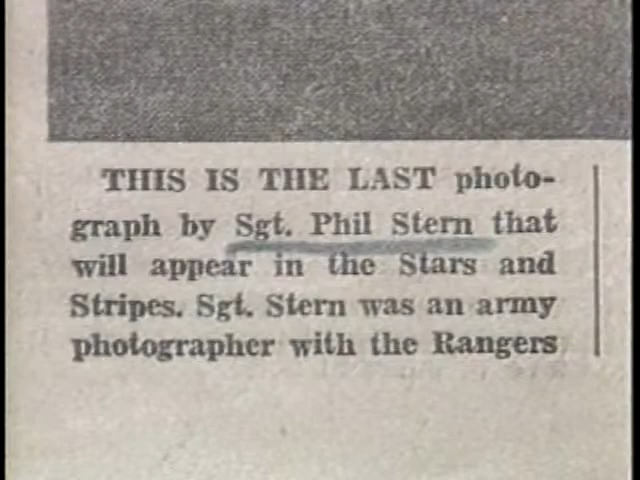 THIS IS THE LAST photo-
graph by Sgt. Phil Stern that
will appear in the Stars and
Stripes. Sgt. Stern was an army
photographer with the Rangers